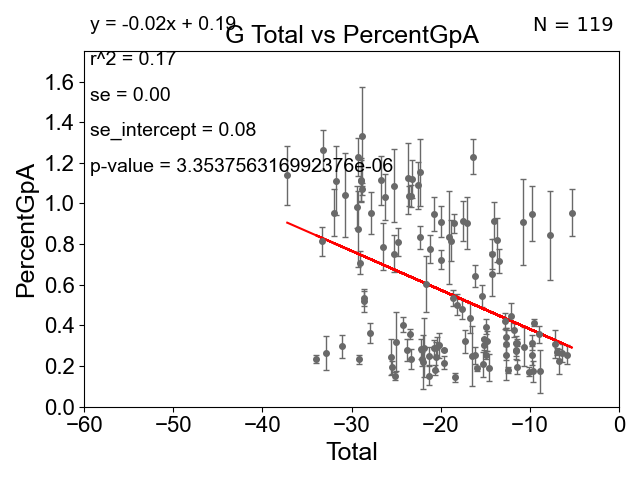 y = -0.02x + 0.19
N = 119
G Total vs PercentGpA
r^2 = 0.17
se = 0.00
se_intercept = 0.08
p-value = 3.353756316992376e-06
PercentGpA
1.6
1.4
1.2
1.0
0.8
0.6
0.4
0.2
0.0
−60 −50 −40 −30 −20 −10 0
Total